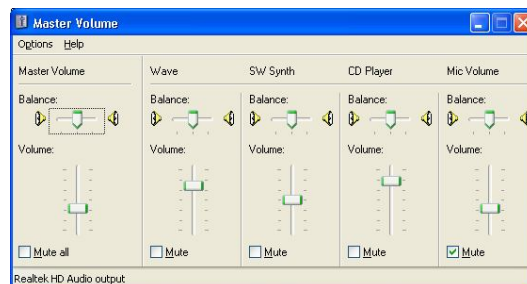 Master Volume
Options Help
Master Volume Wave SW Synth CD Player Mic Volume
Balance: Balance: Balance: Balance: Balance:
Volume: Volume: Volume: Volume: Volume:
Mute all Mute Mute Mute Mute
Realtek HD Audio output